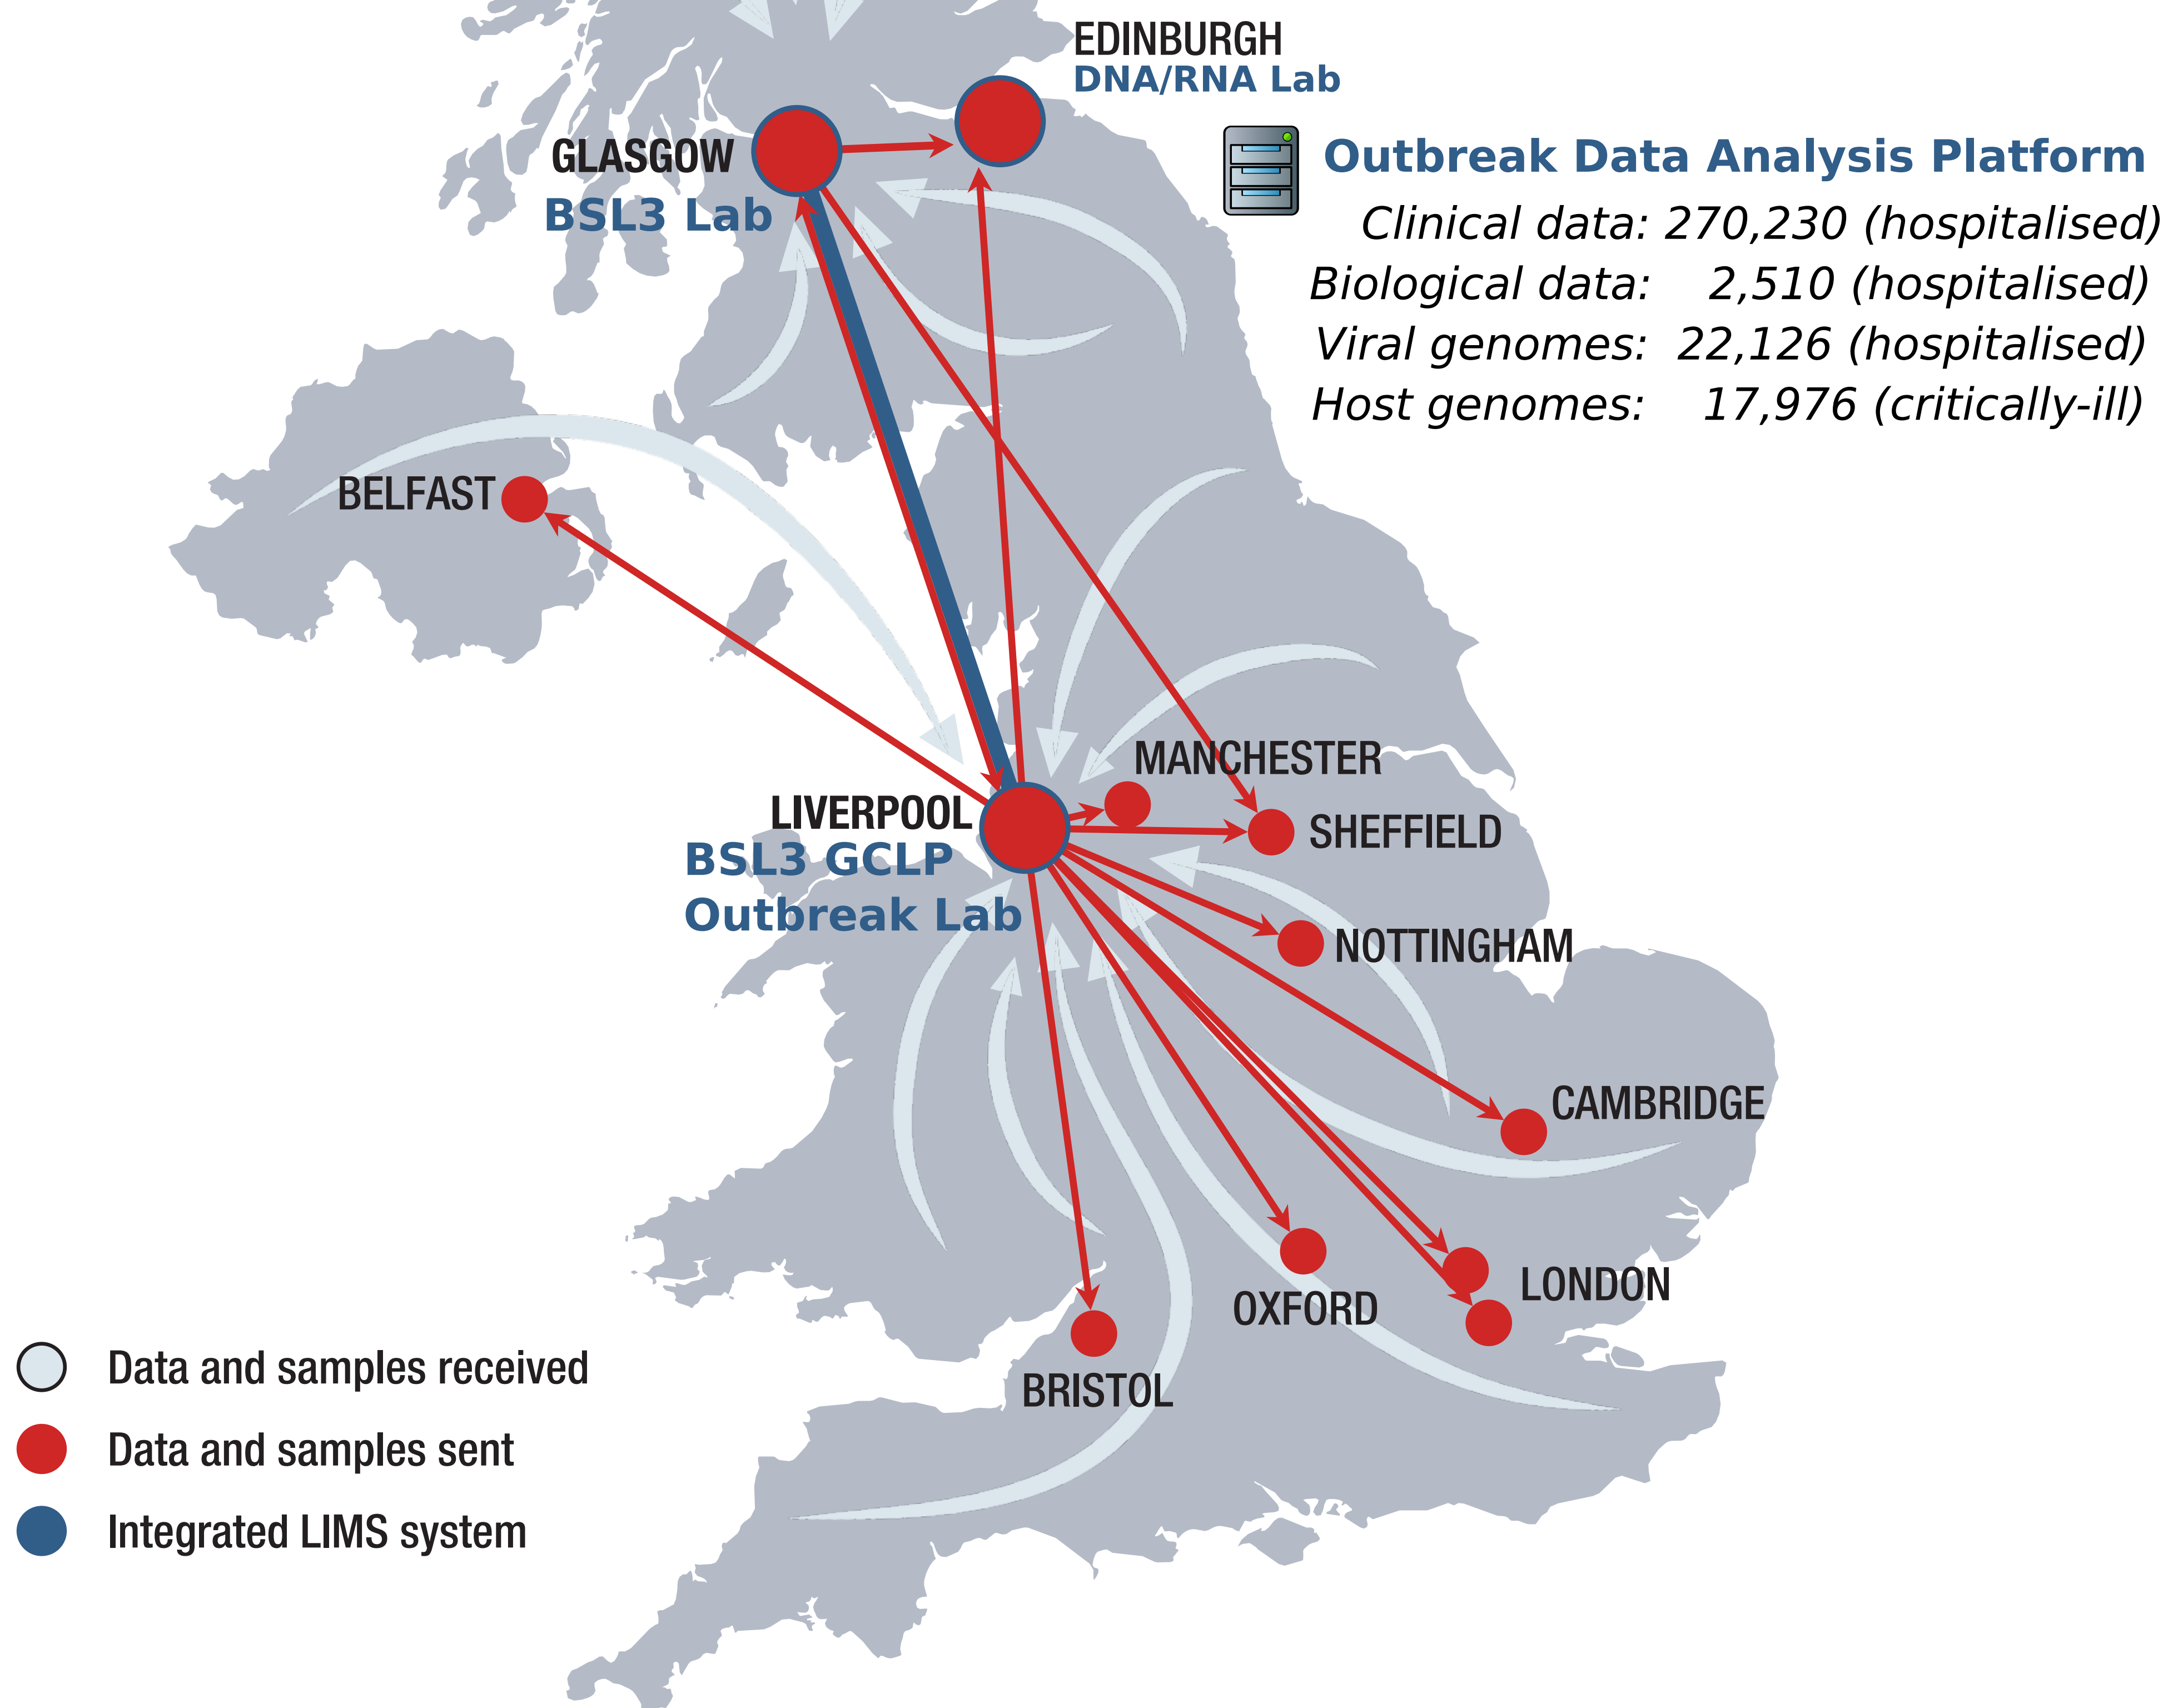 EDINBURGH
DNA/RNA Lab
GLASGOW
BSL3 Lab
Outbreak Data Analysis Platform
Clinical data: 270,230 (hospitalised)
Biological data: 2,510 (hospitalised)
Viral genomes: 22,126 (hospitalised)
Host genomes: 17,976 (critically-ill)
BELFAST
MANCHESTER
LIVERPOOL
BSL3 GCLP
Outbreak Lab
SHEFFIELD
NOTTINGHAM
CAMBRIDGE
LONDON
OXFORD
BRISTOL
Data and samples received
Data and samples sent
Integrated LIMS system